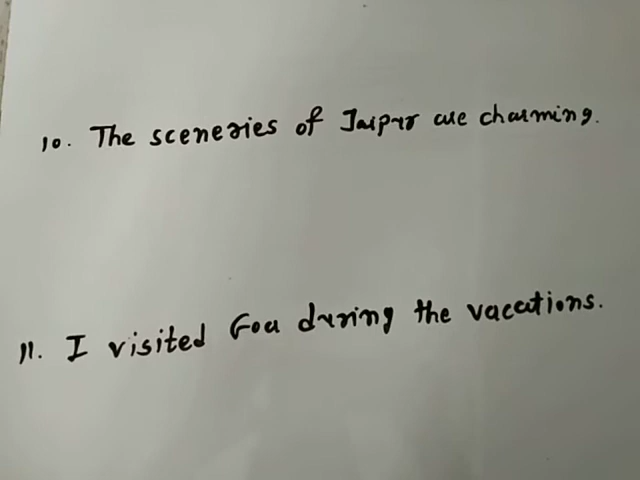 10. The sceneries of Jaipur are charming.
11. I visited Goa during the vacations.